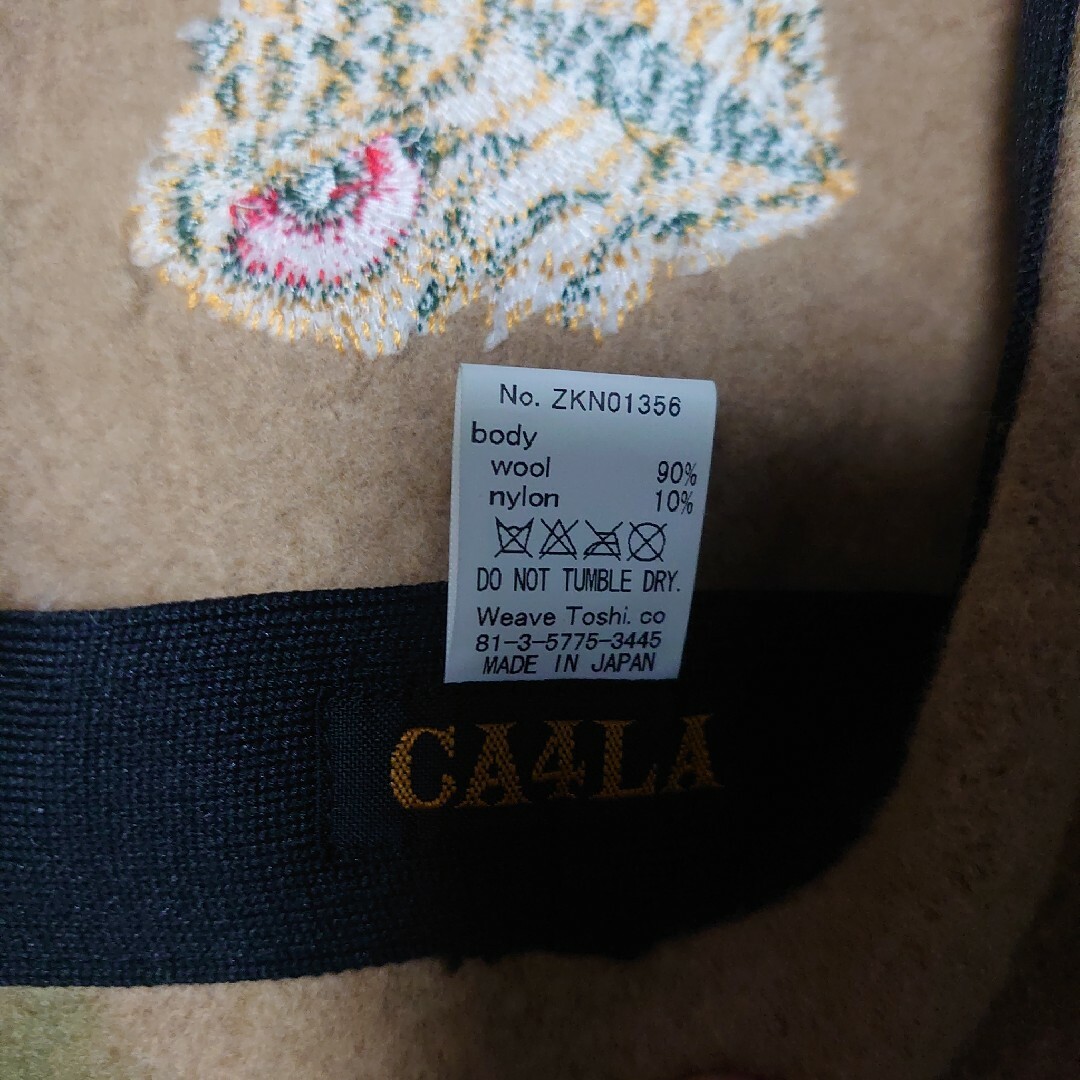 No. ZKN01356
body
wool 90%
nylon 10%
DO NOT TUMBLE DRY.
Weave Toshi. co
81-3-5775-3445
MADE IN JAPAN
CA4LA